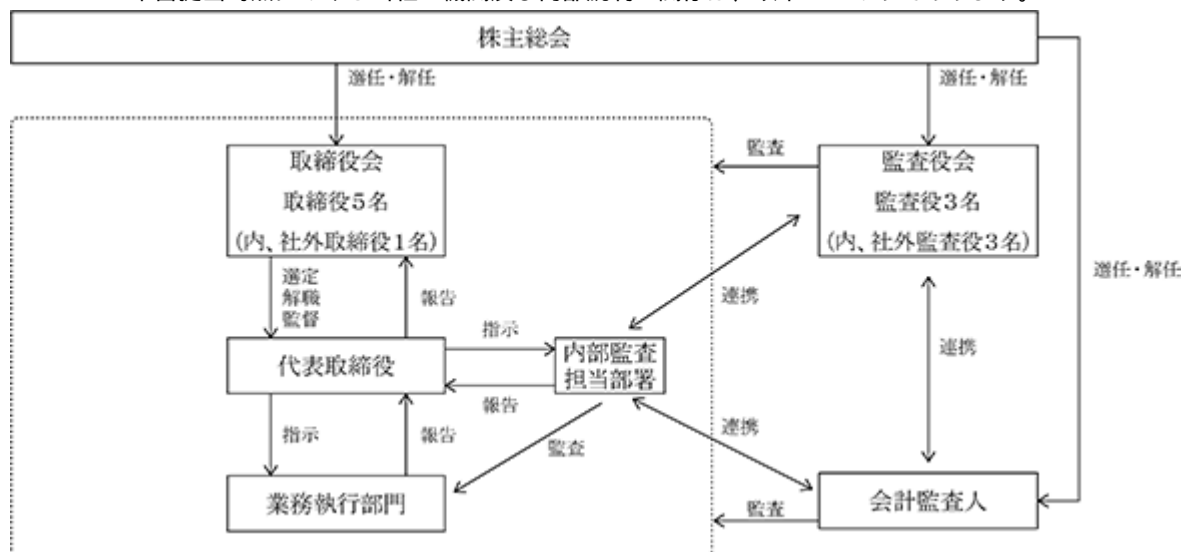 株主総会
選任・解任
選任・解任
取締役会
取締役5名
(内、社外取締役1名)
監査
監査役会
監査役3名
(内、社外監査役3名)
選定
解職
監督
報告
連携
選任・解任
指示
代表取締役
内部監査
担当部署
連携
報告
指示
報告
監査
連携
業務執行部門
監査
会計監査人